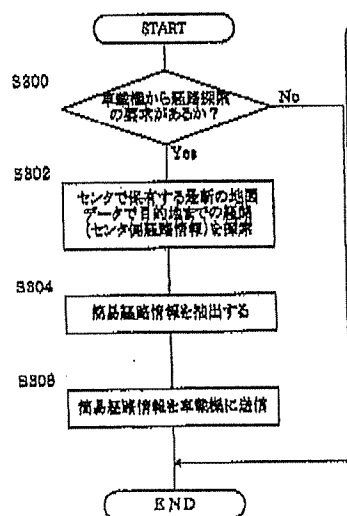 START
S300
車載機から経路探索
の要求があるか?
No
Yes
S302
センタで保有する最新の地図
データで目的地までの経路
(センタ側経路情報)を探索
S304
簡易経路情報を抽出する
S306
簡易経路情報を車載機に送信
END